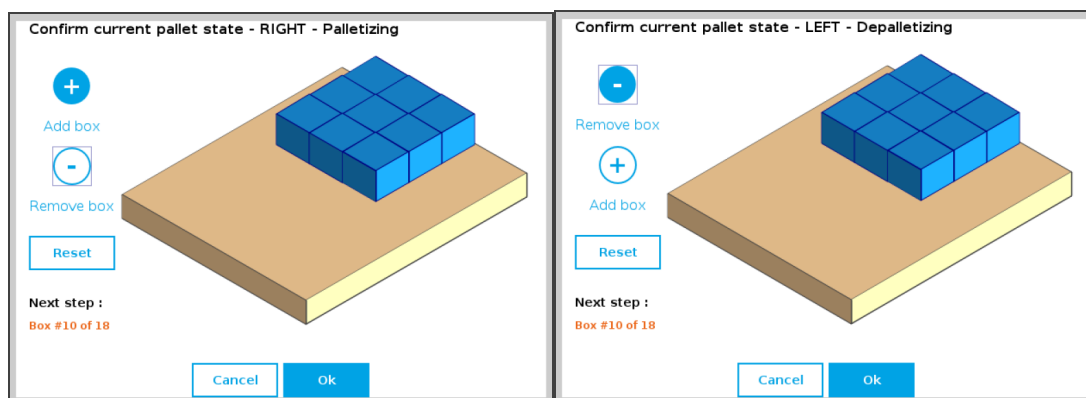 Confirm current pallet state - RIGHT - Palletizing
+
Add box
-
Remove box
Reset
Next step :
Box #10 of 18
Cancel
Ok
Confirm current pallet state - LEFT - Depalletizing
-
Remove box
+
Add box
Reset
Next step :
Box #10 of 18
Cancel
Ok